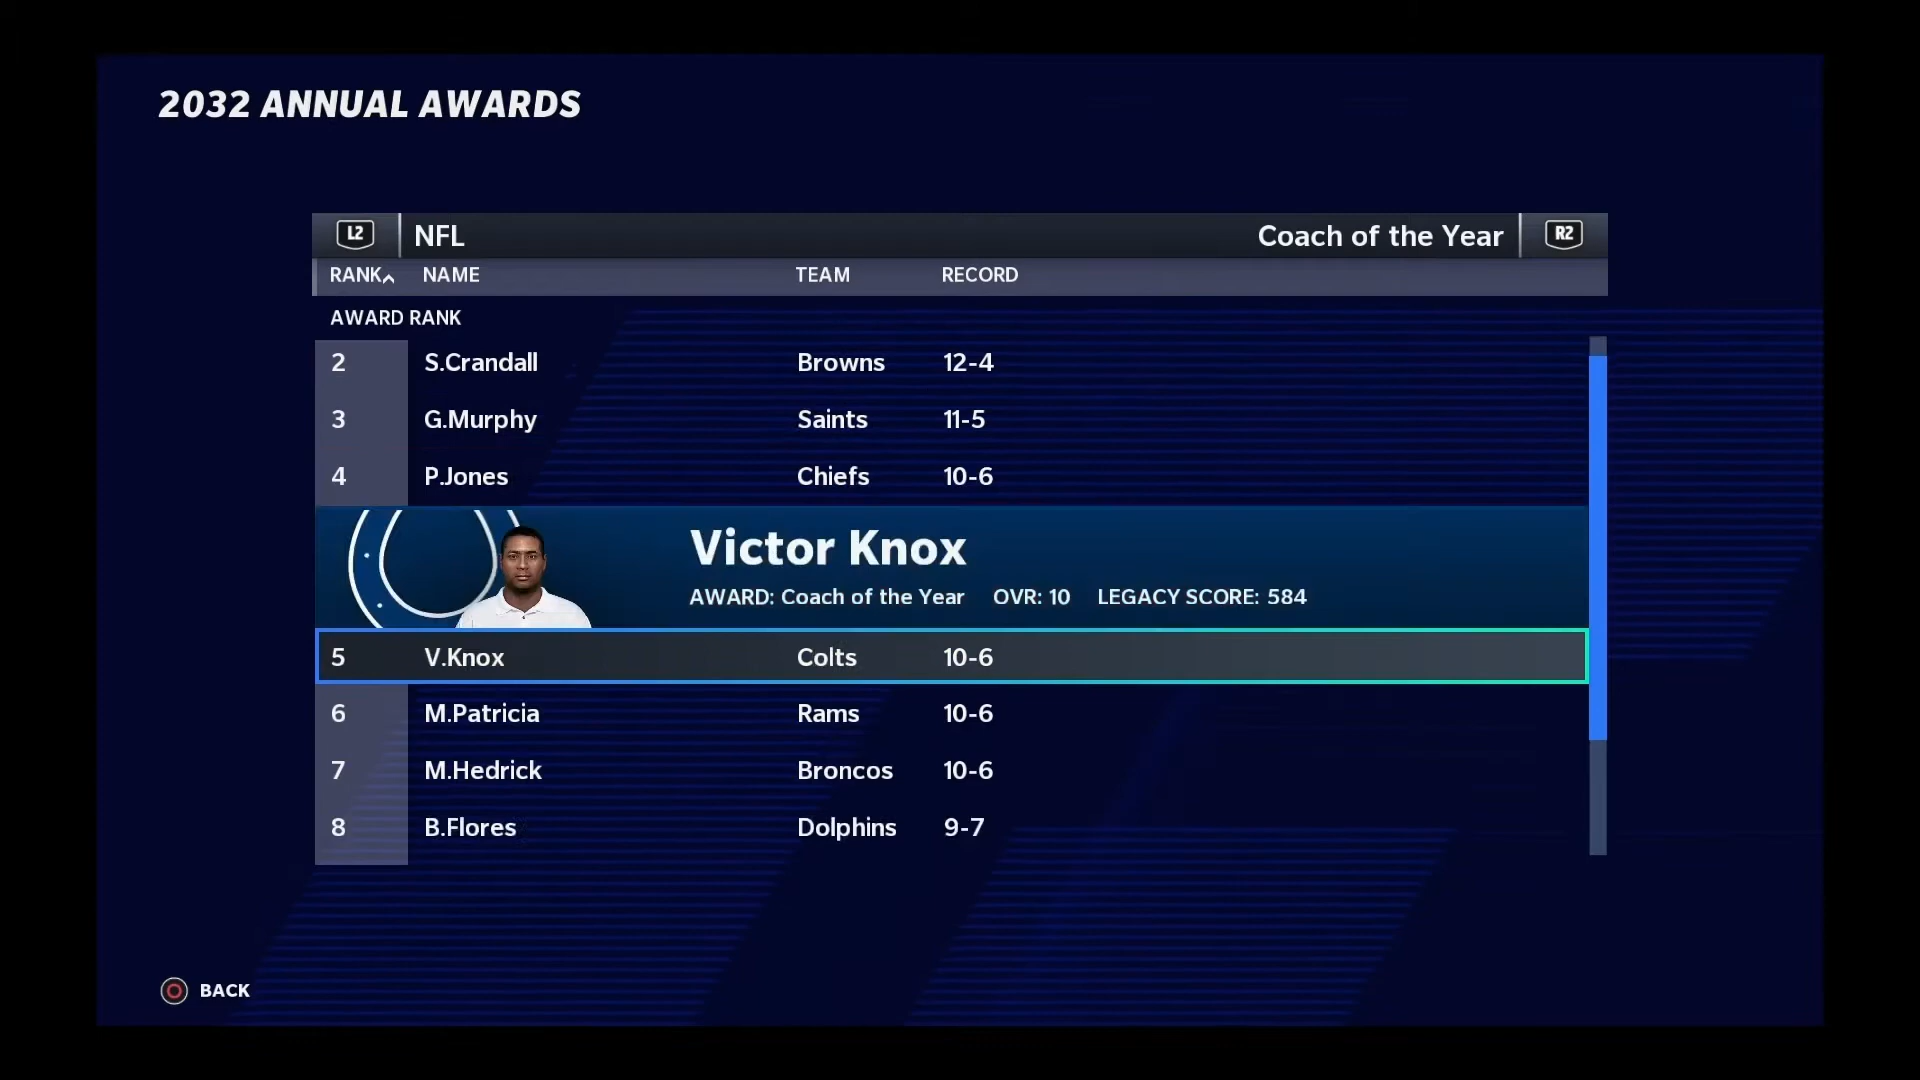 2032 ANNUAL AWARDS
L2 NFL Coach of the Year R2
RANK NAME TEAM RECORD
AWARD RANK
2 S.Crandall Browns 12-4
3 G.Murphy Saints 11-5
4 P.Jones Chiefs 10-6
Victor Knox
AWARD: Coach of the Year OVR: 10 LEGACY SCORE: 584
5 V.Knox Colts 10-6
6 M.Patricia Rams 10-6
7 M.Hedrick Broncos 10-6
8 B.Flores Dolphins 9-7
BACK